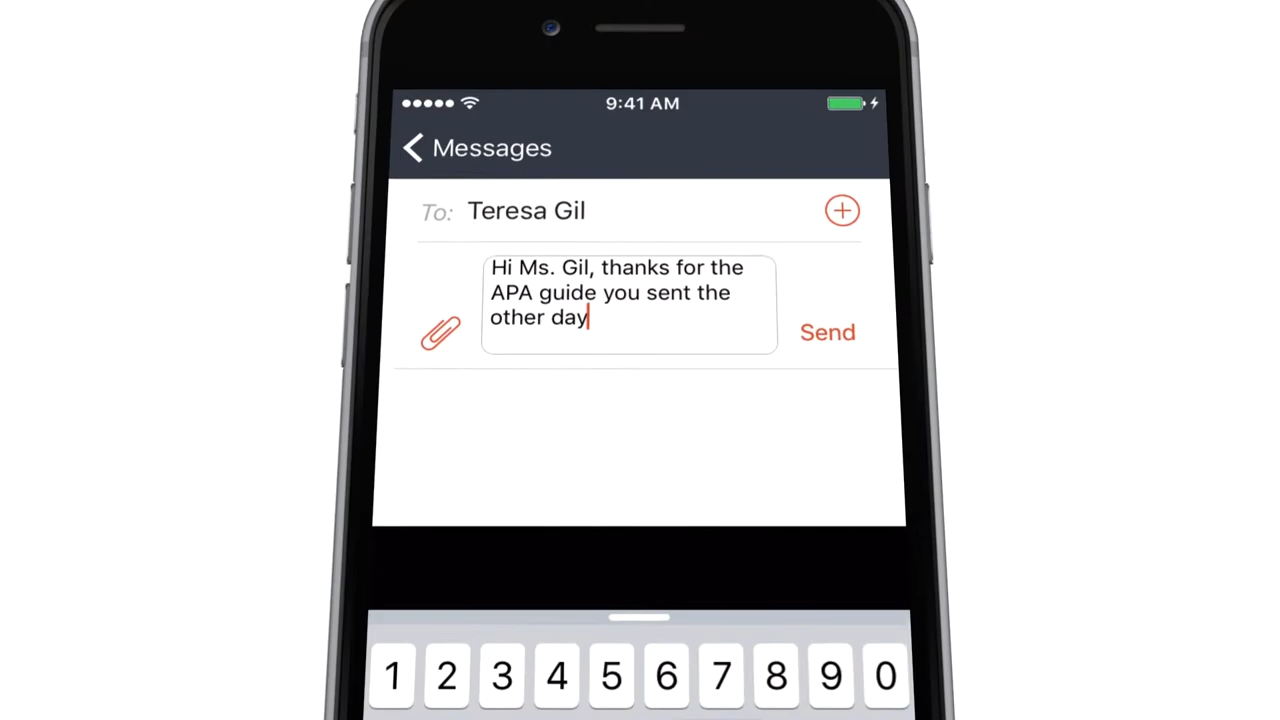 9:41 AM
Messages
To: Teresa Gil
Hi Ms. Gil, thanks for the
APA guide you sent the
other day
Send
1 2 3 4 5 6 7 8 9 0